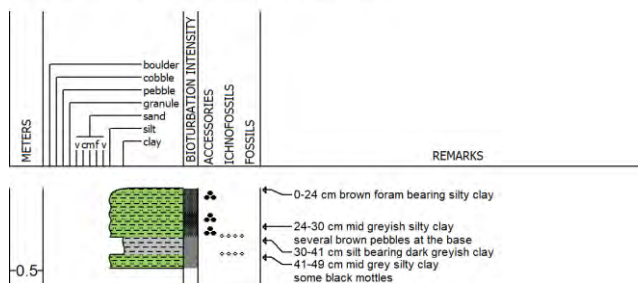 METERS
boulder
cobble
pebble
granule
sand
v c m f v
silt
clay
BIOTURBATION INTENSITY
ACCESSORIES
ICHNOFOSSILS
FOSSILS
REMARKS
0-24 cm brown foram bearing silty clay
24-30 cm mid greyish silty clay
several brown pebbles at the base
30-41 cm silt bearing dark greyish clay
41-49 cm mid grey silty clay
some black mottles
0.5